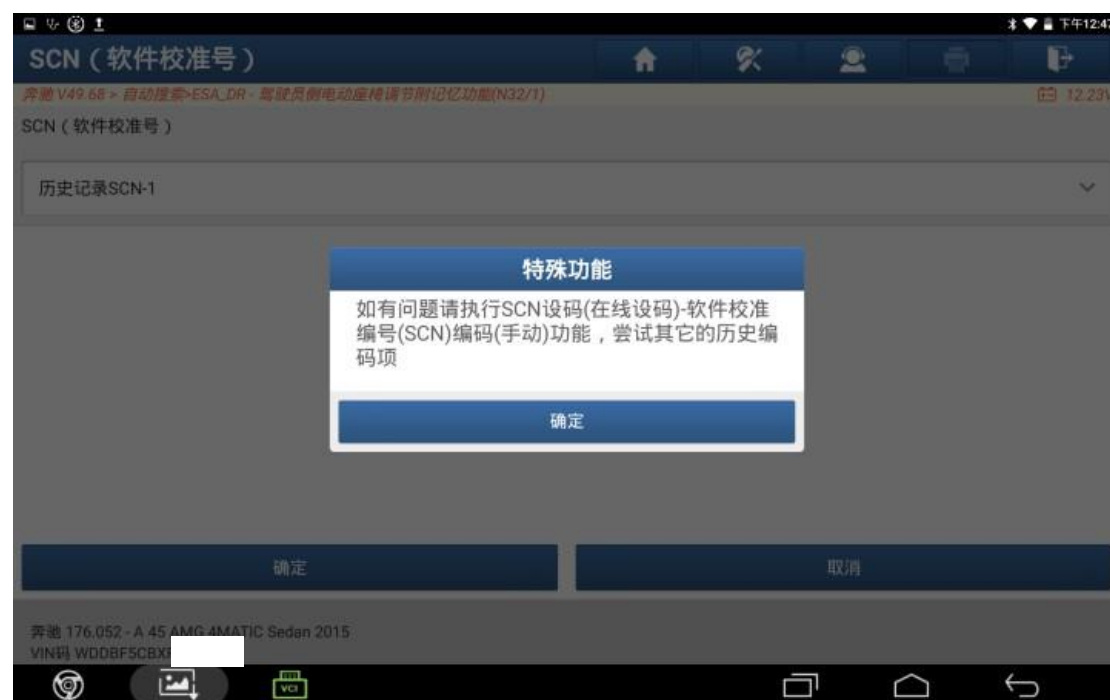 下午12:47
SCN（软件校准号）
奔驰 V49.68 > 自动搜索>ESA_DR - 驾驶员侧电动座椅调节附记忆功能(N32/1)
12.23V
SCN（软件校准号）
历史记录SCN-1
特殊功能
如有问题请执行SCN设码(在线设码)-软件校准
编号(SCN)编码(手动)功能，尝试其它的历史编
码项
确定
确定
取消
奔驰 176.052 - A 45 AMG 4MATIC Sedan 2015
VIN码 WDDBF5CBX
VCI